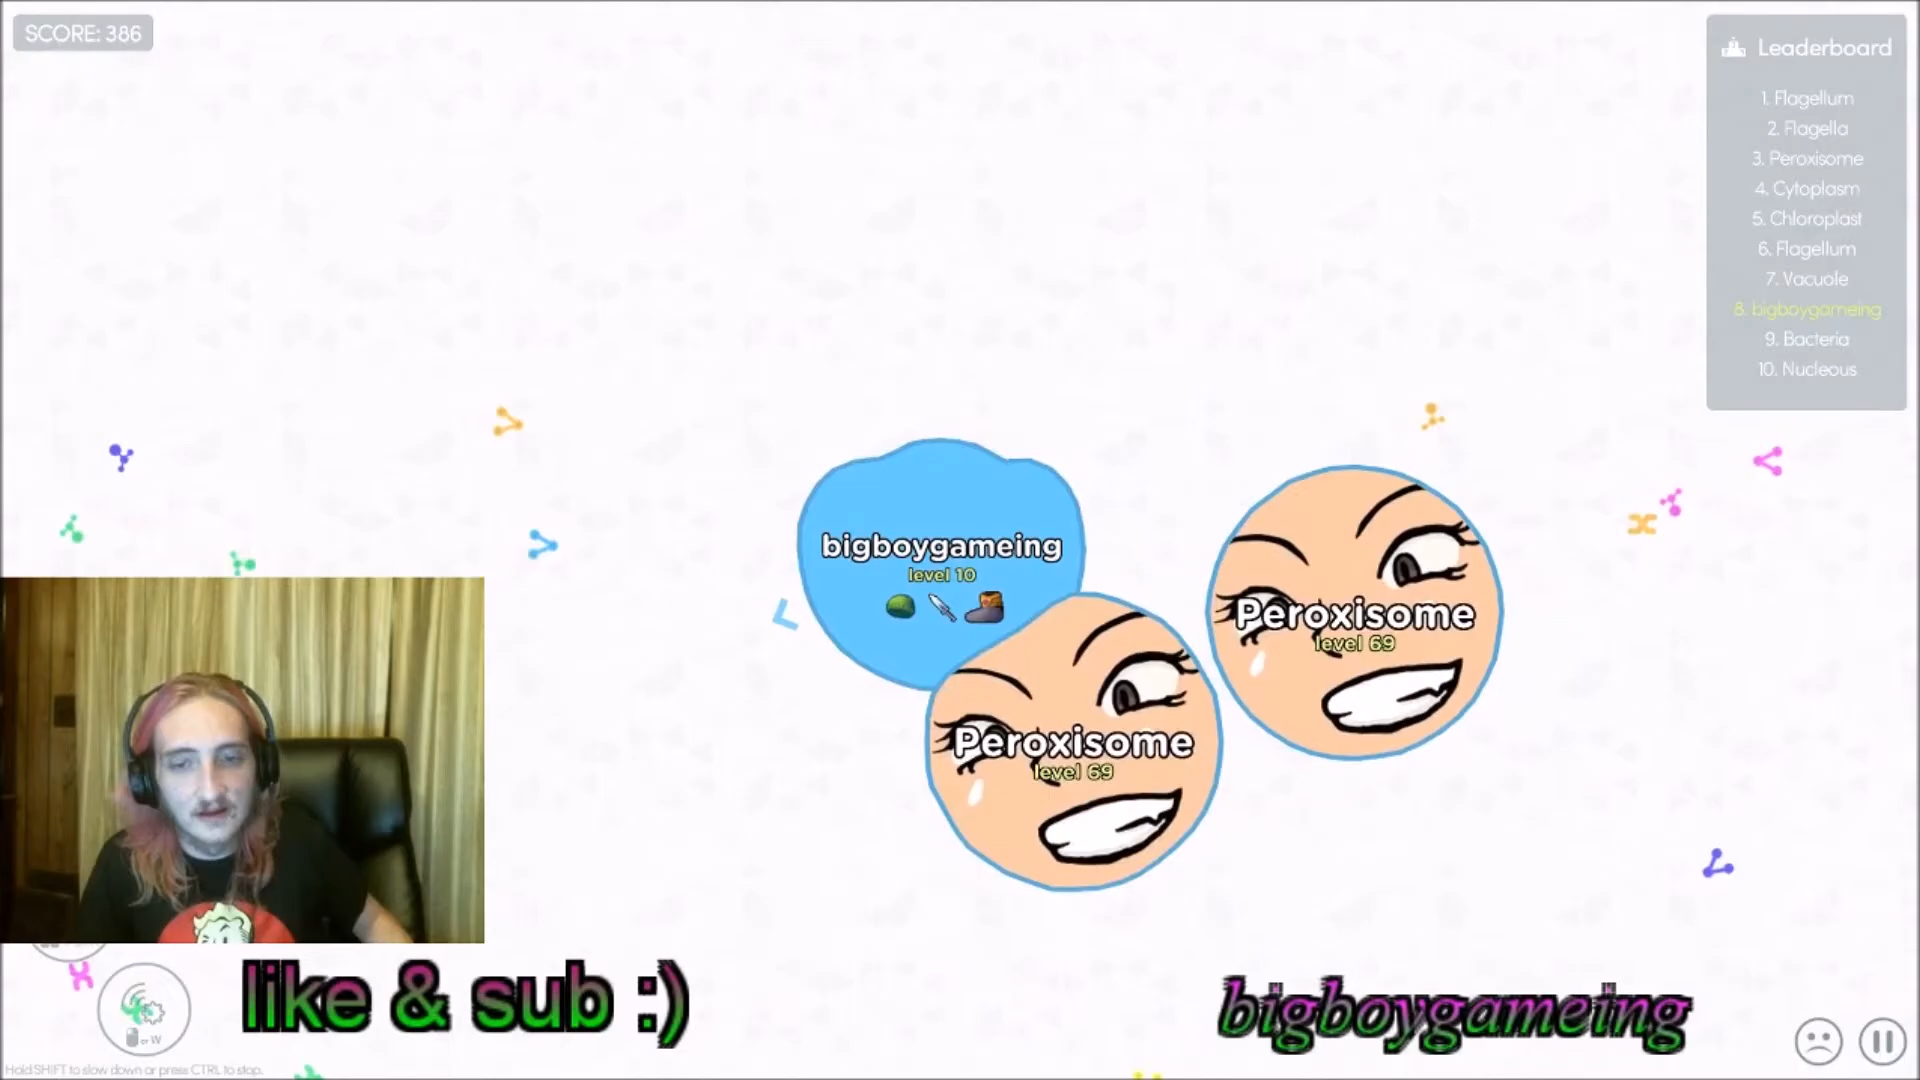 SCORE: 386
Leaderboard
1. Flagellum
2. Flagella
3. Peroxisome
4. Cytoplasm
5. Chloroplast
6. Flagellum
7. Vacuole
8. bigboygameing
9. Bacteria
10. Nucleous
bigboygameing
level 10
Peroxisome
level 69
Peroxisome
level 69
like & sub :)
bigboygameing
or W
Hold SHIFT to slow down or press CTRL to stop.